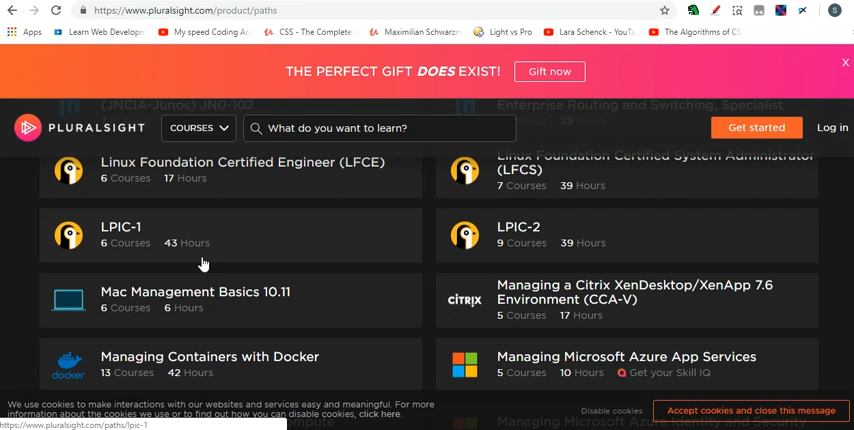 https://www.pluralsight.com/product/paths
S
Apps
Learn Web Developm
My speed Coding Ac
CSS - The Complete
Maximilian Schwarzm
Light vs Pro
Lara Schenck - YouTu
The Algorithms of CS
THE PERFECT GIFT DOES EXIST!
Gift now
X
(JNCIA-Junos) JN0-102
Enterprise Routing and Switching, Specialist
PLURALSIGHT
COURSES
What do you want to learn?
Get started
Log in
Linux Foundation Certified Engineer (LFCE)
6 Courses 17 Hours
Linux Foundation Certified System Administrator
(LFCS)
7 Courses 39 Hours
LPIC-1
6 Courses 43 Hours
LPIC-2
9 Courses 39 Hours
Mac Management Basics 10.11
6 Courses 6 Hours
citrix
Managing a Citrix XenDesktop/XenApp 7.6
Environment (CCA-V)
5 Courses 17 Hours
docker
Managing Containers with Docker
13 Courses 42 Hours
Managing Microsoft Azure App Services
5 Courses 10 Hours Get your Skill IQ
We use cookies to make interactions with our websites and services easy and meaningful. For more
information about the cookies we use or to find out how you can disable cookies, click here.
Disable cookies
Accept cookies and close this message
https://www.pluralsight.com/paths/lpic-1